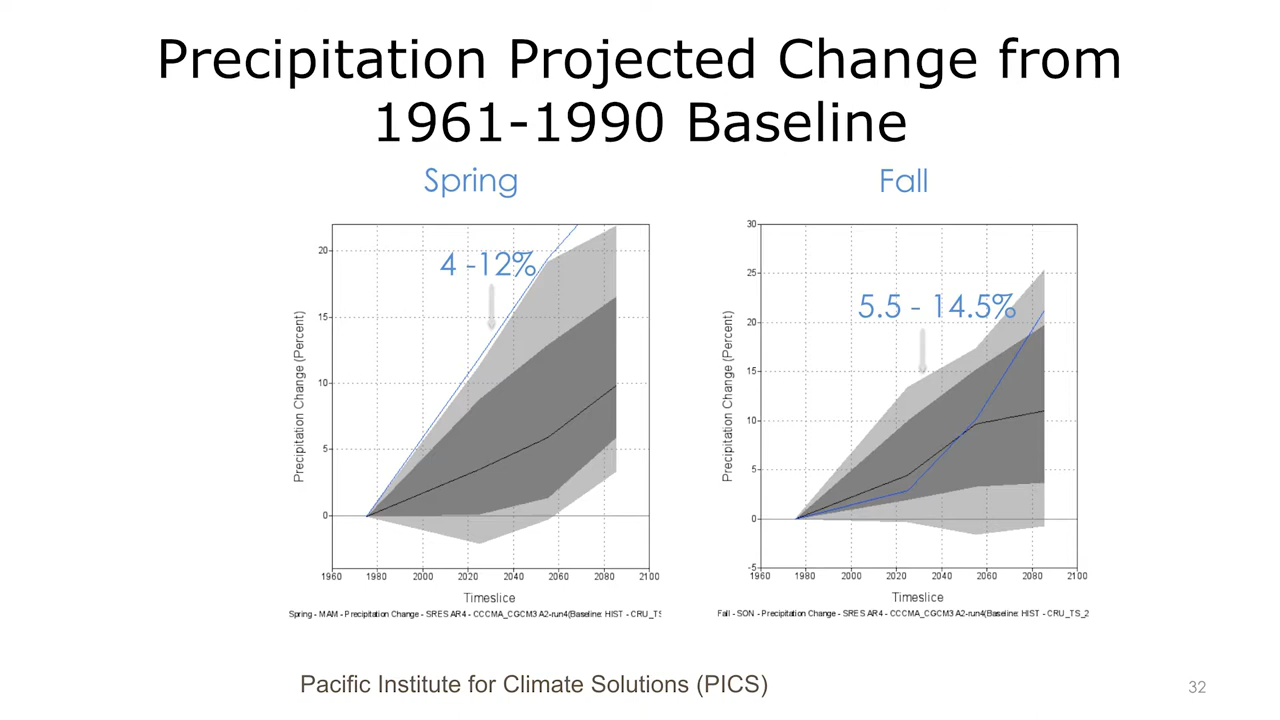 Precipitation Projected Change from
1961-1990 Baseline
Spring
Fall
4 -12%
Precipitation Change (Percent)
20
15
10
5
0
1960 1980 2000 2020 2040 2060 2080 2100
Timeslice
Spring - MAM - Precipitation Change - SRES AR4 - CCCMA_CGCM3 A2-run4(Baseline: HIST - CRU_TS
5.5 - 14.5%
Precipitation Change (Percent)
30
25
20
15
10
5
0
-5
1960 1980 2000 2020 2040 2060 2080 2100
Timeslice
Fall - SON - Precipitation Change - SRES AR4 - CCCMA_CGCM3 A2-run4(Baseline: HIST - CRU_TS_2
Pacific Institute for Climate Solutions (PICS)
32